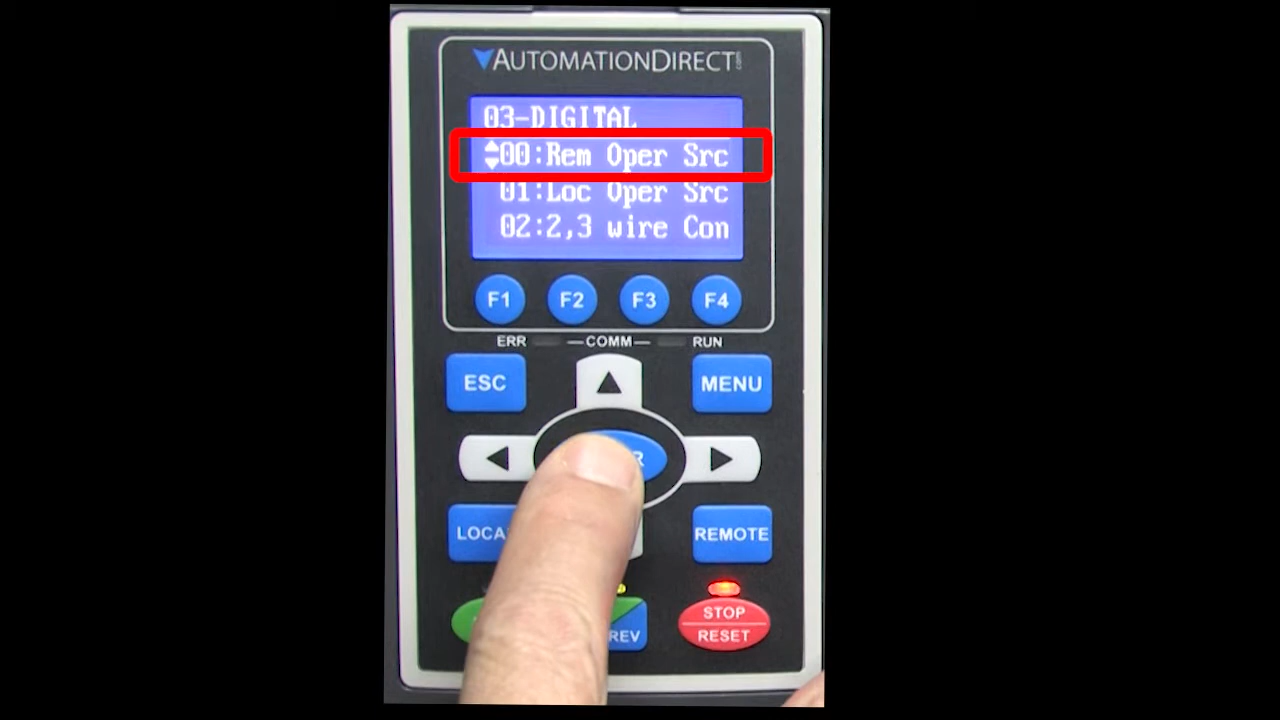 AUTOMATIONDIRECT.com
03-DIGITAL
00:Rem Oper Src
01:Loc Oper Src
02:2,3 wire Con
F1 F2 F3 F4
ERR COMM RUN
ESC MENU
REMOTE
STOP
RESET
REV